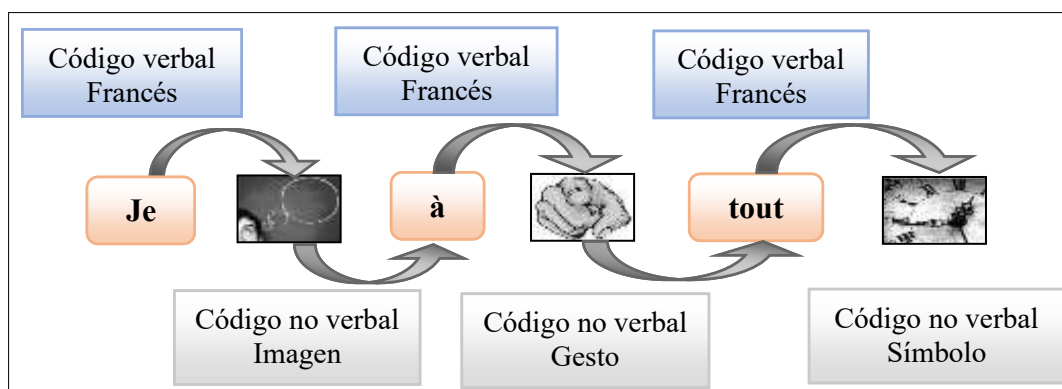 Código verbal
Francés
Código verbal
Francés
Código verbal
Francés
Je
à
tout
Código no verbal
Imagen
Código no verbal
Gesto
Código no verbal
Símbolo